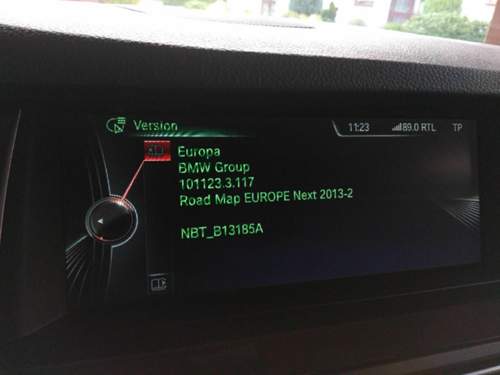 Version
11:23
89.0 RTL
TP
Europa
BMW Group
101123.3.117
Road Map EUROPE Next 2013-2
NBT_B13185A